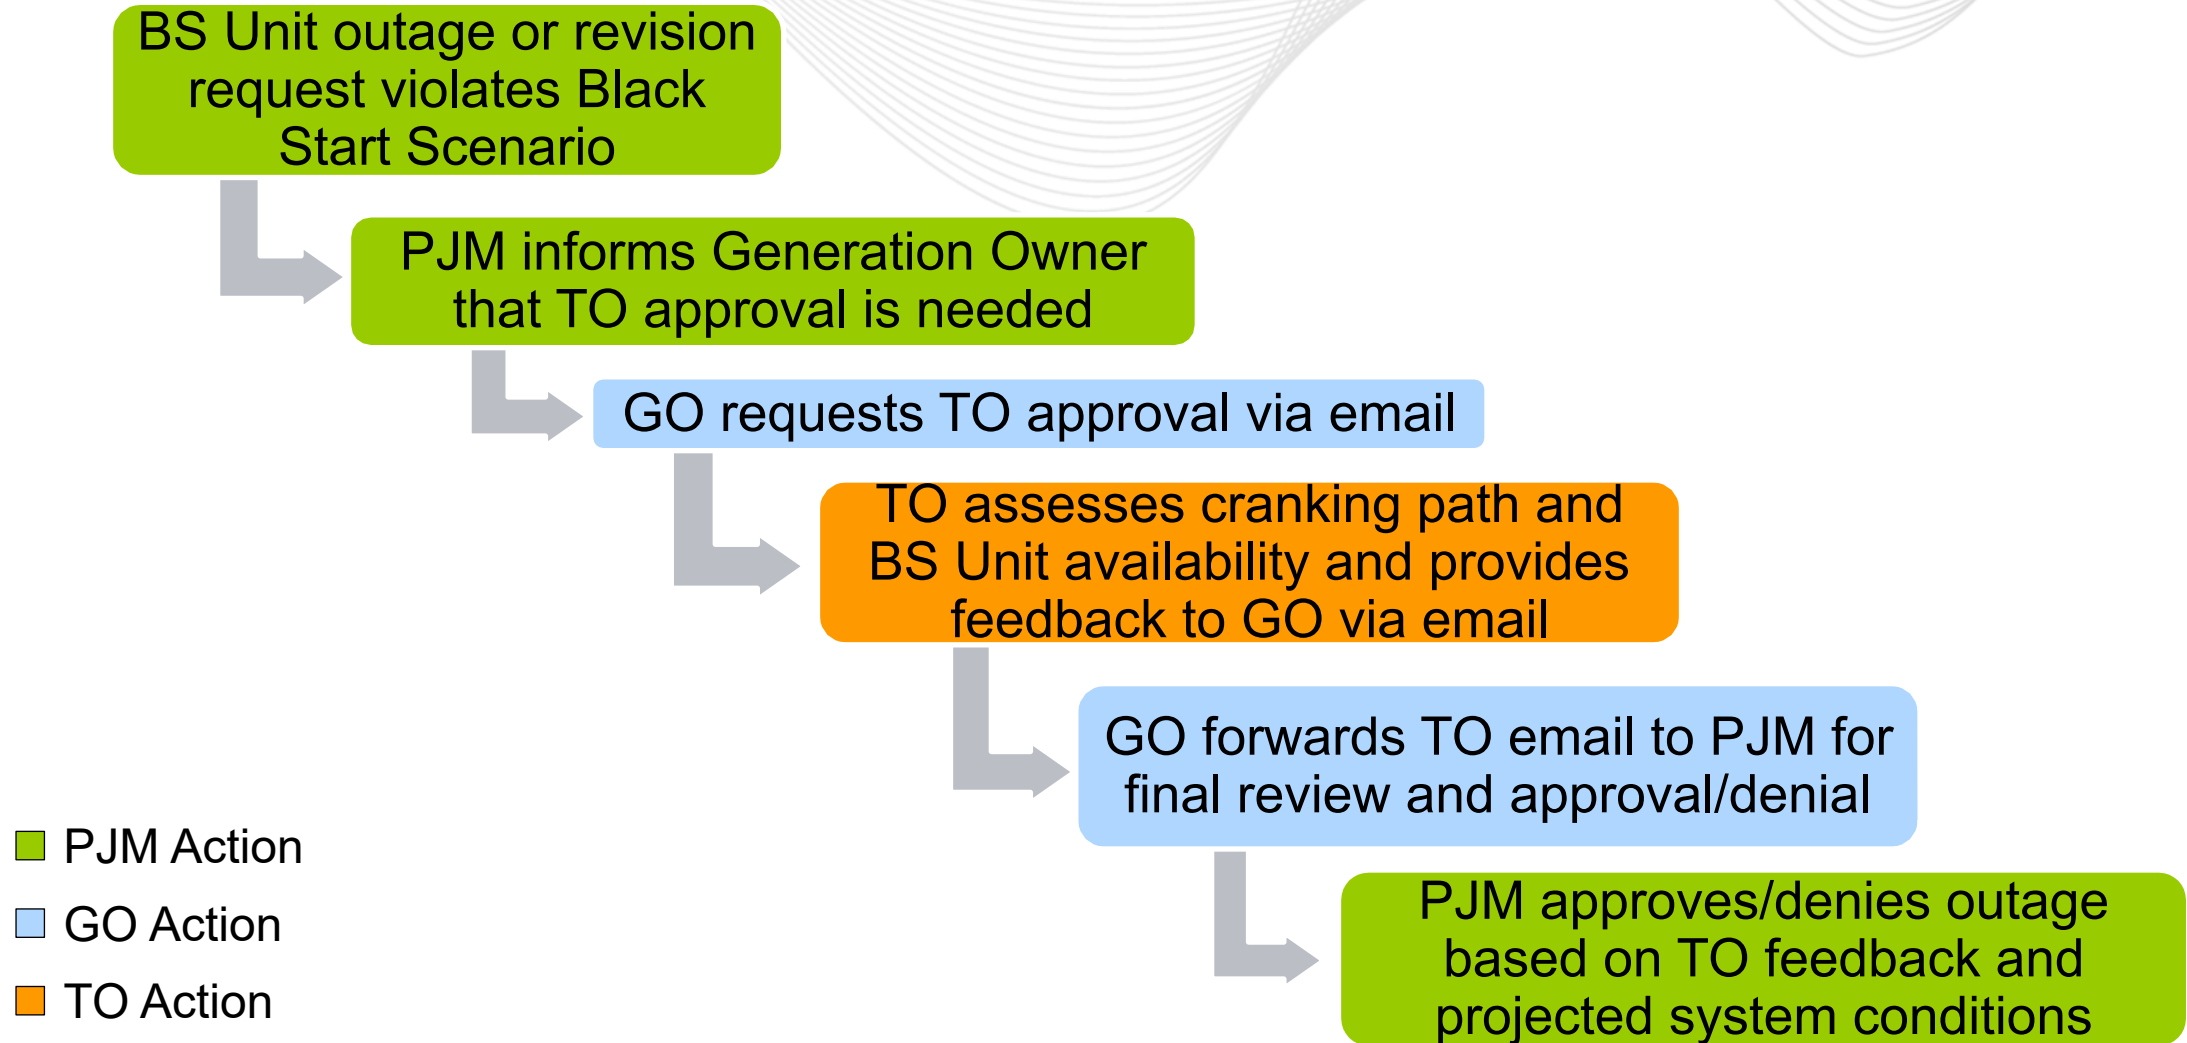 BS Unit outage or revision
request violates Black
Start Scenario
PJM informs Generation Owner
that TO approval is needed
GO requests TO approval via email
TO assesses cranking path and
BS Unit availability and provides
feedback to GO via email
GO forwards TO email to PJM for
final review and approval/denial
PJM approves/denies outage
based on TO feedback and
projected system conditions
PJM Action
GO Action
TO Action